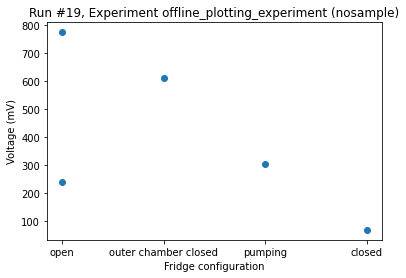 Run #19, Experiment offline_plotting_experiment (nosample)
800
700
600
500
400
300
200
100
Voltage (mV)
open
outer chamber closed
pumping
closed
Fridge configuration